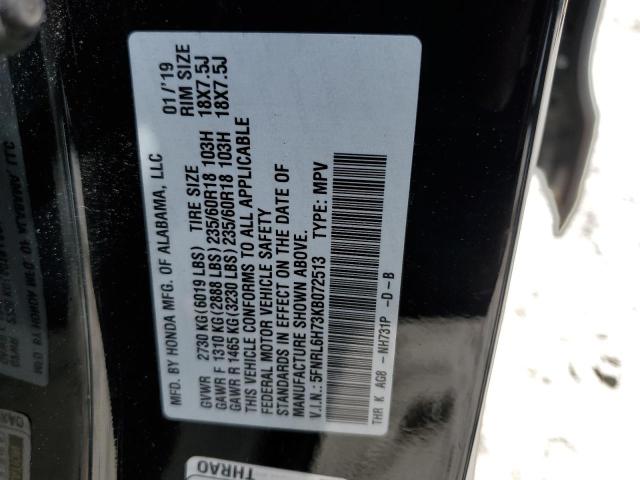 MFD. BY HONDA MFG. OF ALABAMA, LLC 01/'19
TIRE SIZE RIM SIZE
GVWR 2730 KG (6019 LBS)
GAWR F 1310 KG (2888 LBS) 235/60R18 103H 18X7.5J
GAWR R 1465 KG (3230 LBS) 235/60R18 103H 18X7.5J
THIS VEHICLE CONFORMS TO ALL APPLICABLE
FEDERAL MOTOR VEHICLE SAFETY
STANDARDS IN EFFECT ON THE DATE OF
MANUFACTURE SHOWN ABOVE.
V.I.N.: 5FNRL6H73KB072513 TYPE: MPV
THR K AG8 -NH731P -D-B
THRA0